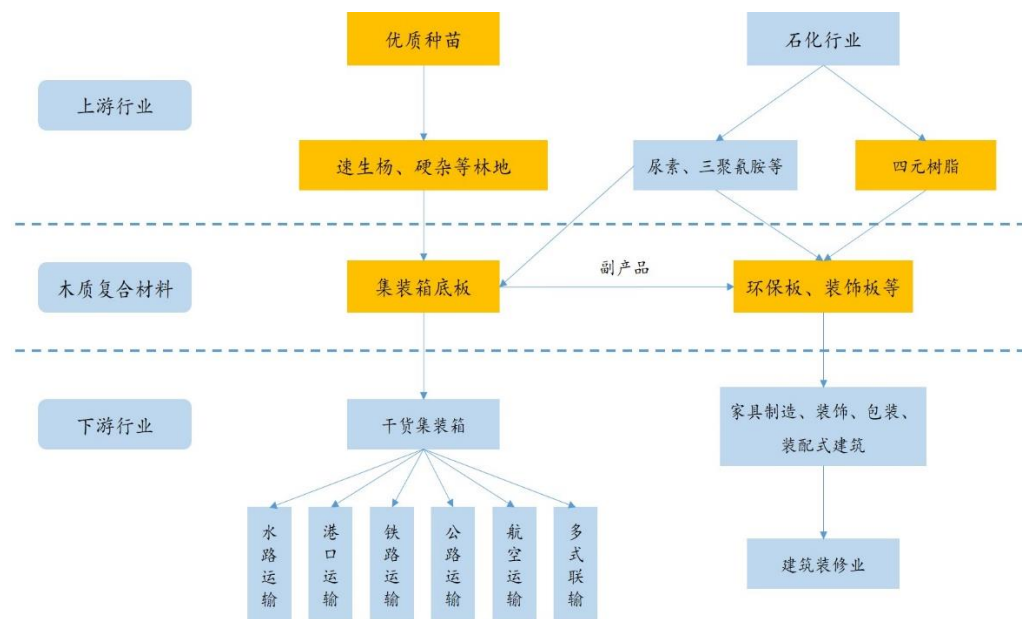 优质种苗
石化行业
上游行业
速生杨、硬杂等林地
尿素、三聚氰胺等
四元树脂
副产品
木质复合材料
集装箱底板
环保板、装饰板等
下游行业
干货集装箱
家具制造、装饰、包装、
装配式建筑
水路运输
港口运输
铁路运输
公路运输
航空运输
多式联输
建筑装修业